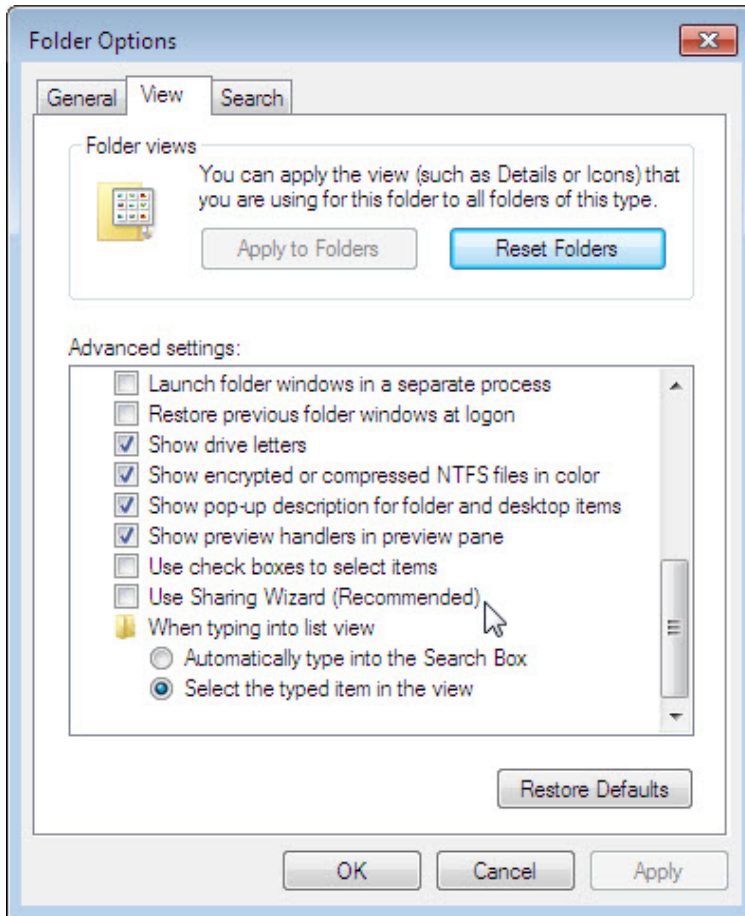 Folder Options
General
View
Search
Folder views
You can apply the view (such as Details or Icons) that
you are using for this folder to all folders of this type.
Apply to Folders
Reset Folders
Advanced settings:
Launch folder windows in a separate process
Restore previous folder windows at logon
Show drive letters
Show encrypted or compressed NTFS files in color
Show pop-up description for folder and desktop items
Show preview handlers in preview pane
Use check boxes to select items
Use Sharing Wizard (Recommended)
When typing into list view
Automatically type into the Search Box
Select the typed item in the view
Restore Defaults
OK
Cancel
Apply